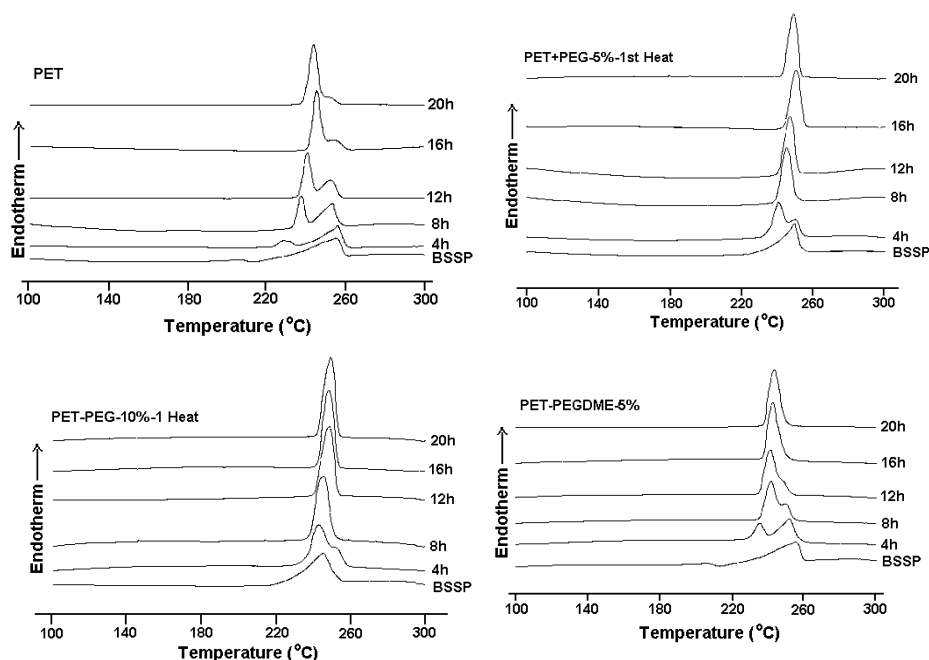 PET
20h
16h
12h
8h
4h
BSSP
Endotherm
100 140 180 220 260 300
Temperature (°C)
PET+PEG-5%-1st Heat
20h
16h
12h
8h
4h
BSSP
Endotherm
100 140 180 220 260 300
Temperature (°C)
PET-PEG-10%-1 Heat
20h
16h
12h
8h
4h
BSSP
Endotherm
100 140 180 220 260 300
Temperature (°C)
PET-PEGDME-5%
20h
16h
12h
8h
4h
BSSP
Endotherm
100 140 180 220 260 300
Temperature (°C)